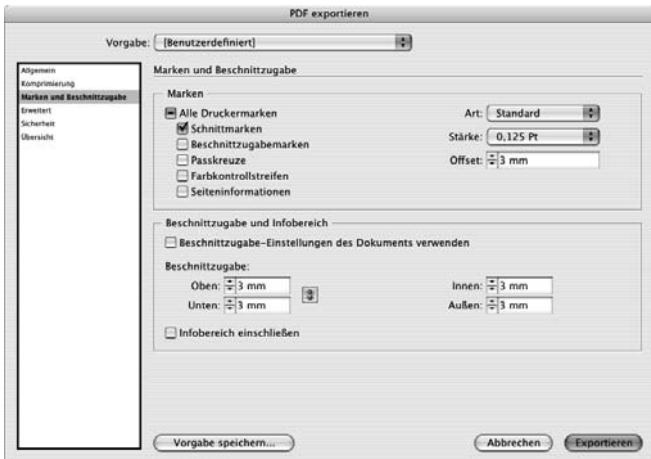 PDF exportieren
Vorgabe: [Benutzerdefiniert]
Allgemein
Komprimierung
Marken und Beschnittzugabe
Erweitert
Sicherheit
Übersicht
Marken und Beschnittzugabe
Marken
Alle Druckermarken
Schnittmarken
Beschnittzugabemarken
Passkreuze
Farbkontrollstreifen
Seiteninformationen
Art: Standard
Stärke: 0,125 Pt
Offset: 3 mm
Beschnittzugabe und Infobereich
Beschnittzugabe-Einstellungen des Dokuments verwenden
Beschnittzugabe:
Oben: 3 mm
Unten: 3 mm
Innen: 3 mm
Außen: 3 mm
Infobereich einschließen
Vorgabe speichern...
Abbrechen
Exportieren